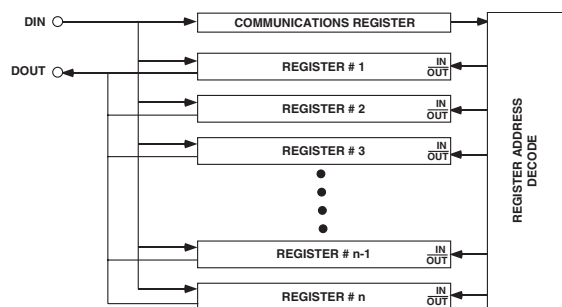 DIN
COMMUNICATIONS REGISTER
DOUT
REGISTER # 1
IN
OUT
REGISTER # 2
IN
OUT
REGISTER # 3
IN
OUT
REGISTER ADDRESS
DECODE
REGISTER # n-1
IN
OUT
REGISTER # n
IN
OUT